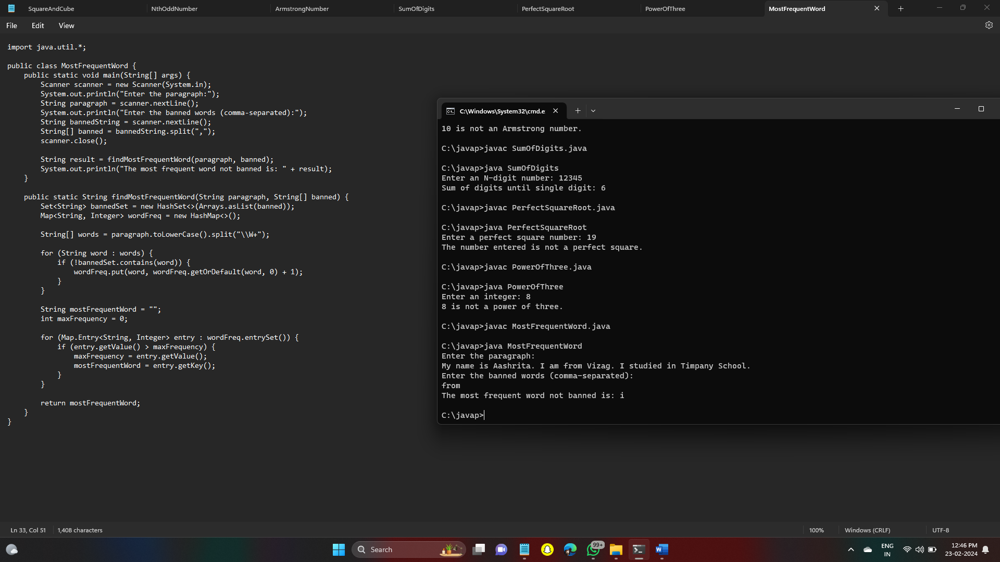 SquareAndCube NthOddNumber ArmstrongNumber SumOfDigits PerfectSquareRoot PowerOfThree MostFrequentWord
File Edit View
import java.util.*;
public class MostFrequentWord {
    public static void main(String[] args) {
        Scanner scanner = new Scanner(System.in);
        System.out.println("Enter the paragraph:");
        String paragraph = scanner.nextLine();
        System.out.println("Enter the banned words (comma-separated):");
        String bannedString = scanner.nextLine();
        String[] banned = bannedString.split(",");
        scanner.close();
        String result = findMostFrequentWord(paragraph, banned);
        System.out.println("The most frequent word not banned is: " + result);
    }
    public static String findMostFrequentWord(String paragraph, String[] banned) {
        Set<String> bannedSet = new HashSet<>(Arrays.asList(banned));
        Map<String, Integer> wordFreq = new HashMap<>();
        String[] words = paragraph.toLowerCase().split("\\W+");
        for (String word : words) {
            if (!bannedSet.contains(word)) {
                wordFreq.put(word, wordFreq.getOrDefault(word, 0) + 1);
            }
        }
        String mostFrequentWord = "";
        int maxFrequency = 0;
        for (Map.Entry<String, Integer> entry : wordFreq.entrySet()) {
            if (entry.getValue() > maxFrequency) {
                maxFrequency = entry.getValue();
                mostFrequentWord = entry.getKey();
            }
        }
        return mostFrequentWord;
    }
}
C:\Windows\System32\cmd.e
10 is not an Armstrong number.
C:\javap>javac SumOfDigits.java
C:\javap>java SumOfDigits
Enter an N-digit number: 12345
Sum of digits until single digit: 6
C:\javap>javac PerfectSquareRoot.java
C:\javap>java PerfectSquareRoot
Enter a perfect square number: 19
The number entered is not a perfect square.
C:\javap>javac PowerOfThree.java
C:\javap>java PowerOfThree
Enter an integer: 8
8 is not a power of three.
C:\javap>javac MostFrequentWord.java
C:\javap>java MostFrequentWord
Enter the paragraph:
My name is Aashrita. I am from Vizag. I studied in Timpany School.
Enter the banned words (comma-separated):
from
The most frequent word not banned is: i
C:\javap>
Ln 33, Col 51 1,408 characters 100% Windows (CRLF) UTF-8
Search 99+ ENG IN 12:46 PM 23-02-2024